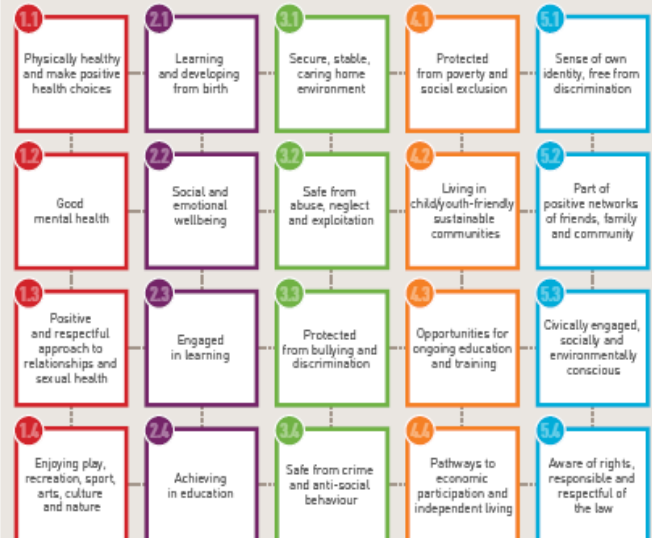 1.1
Physically healthy
and make positive
health choices
2.1
Learning
and developing
from birth
3.1
Secure, stable,
caring home
environment
4.1
Protected
from poverty and
social exclusion
5.1
Sense of own
identity, free from
discrimination
1.2
Good
mental health
2.2
Social and
emotional
wellbeing
3.2
Safe from
abuse, neglect
and exploitation
4.2
Living in
child/youth-friendly
sustainable
communities
5.2
Part of
positive networks
of friends, family
and community
1.3
Positive
and respectful
approach to
relationships and
sexual health
2.3
Engaged
in learning
3.3
Protected
from bullying and
discrimination
4.3
Opportunities for
ongoing education
and training
5.3
Civically engaged,
socially and
environmentally
conscious
1.4
Enjoying play,
recreation, sport,
arts, culture
and nature
2.4
Achieving
in education
3.4
Safe from crime
and anti-social
behaviour
4.4
Pathways to
economic
participation and
independent living
5.4
Aware of rights,
responsible and
respectful of
the law